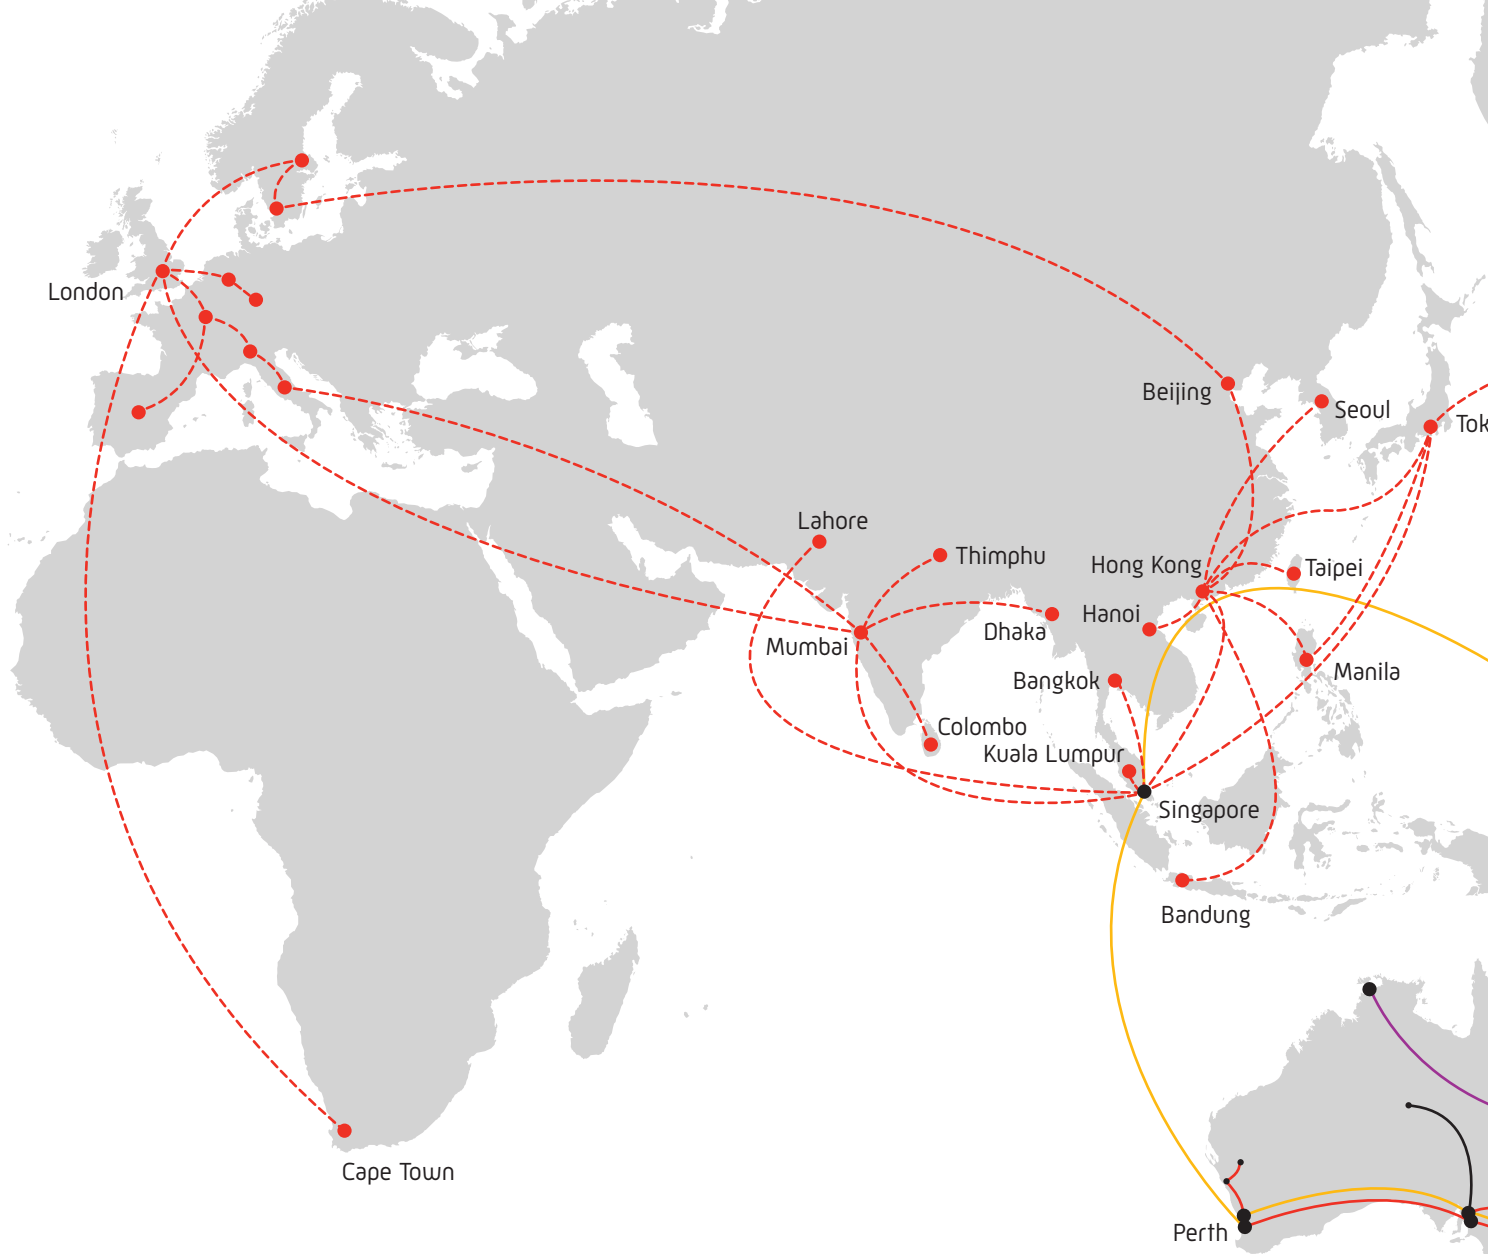 London
Beijing
Seoul
Tok
Lahore
Thimphu
Hong Kong
Taipei
Hanoi
Dhaka
Mumbai
Manila
Bangkok
Colombo
Kuala Lumpur
Singapore
Bandung
Cape Town
Perth